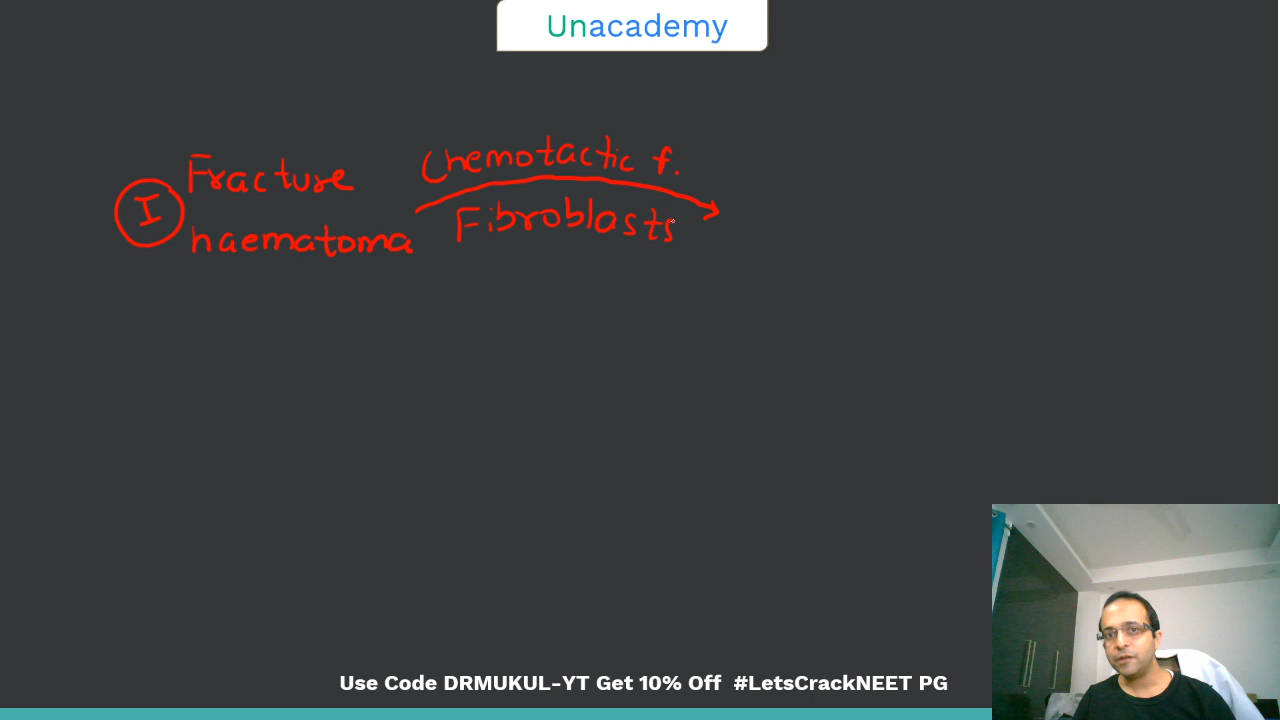 Unacademy
Chemotactic f.
Fracture
I
Fibroblasts
haematoma
Use Code DRMUKUL-YT Get 10% Off #LetsCrackNEET PG